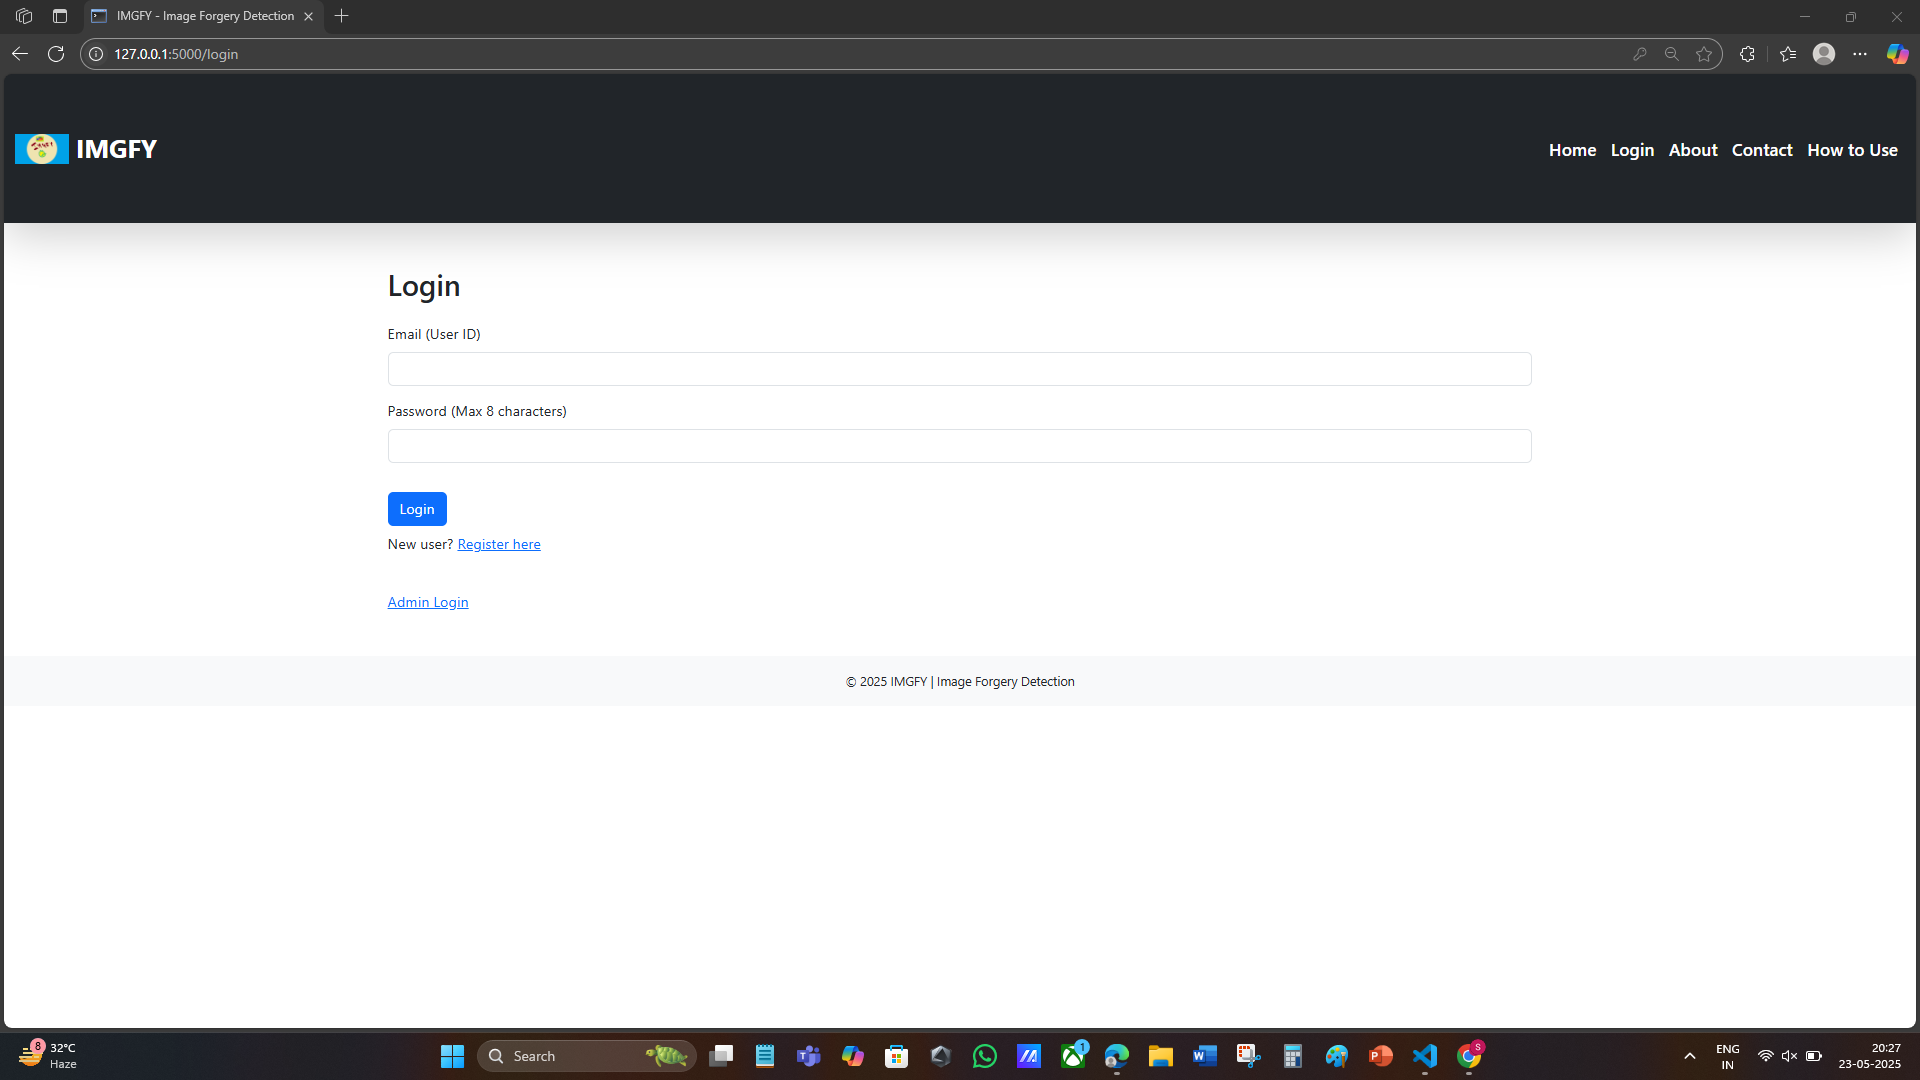 IMGFY - Image Forgery Detection
127.0.0.1:5000/login
IMGFY
Home Login About Contact How to Use
Login
Email (User ID)
Password (Max 8 characters)
Login
New user? Register here
Admin Login
© 2025 IMGFY | Image Forgery Detection
8
32°C
Haze
Search
1
S
ENG
IN
20:27
23-05-2025